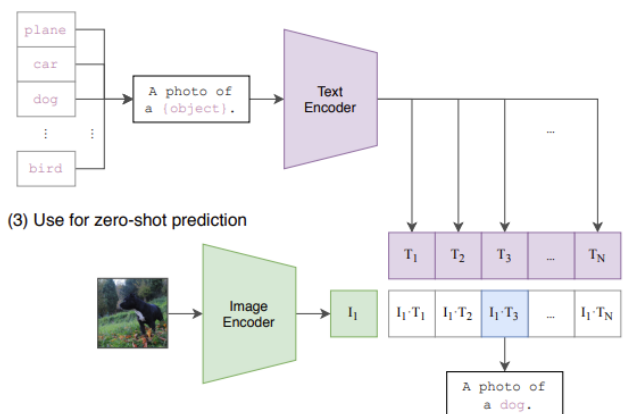 plane
car
dog
⋮ ⋮
bird
A photo of
a {object}.
Text
Encoder
...
(3) Use for zero-shot prediction
Image
Encoder
I1
T1 T2 T3 ... TN
I1·T1 I1·T2 I1·T3 ... I1·TN
A photo of
a dog.